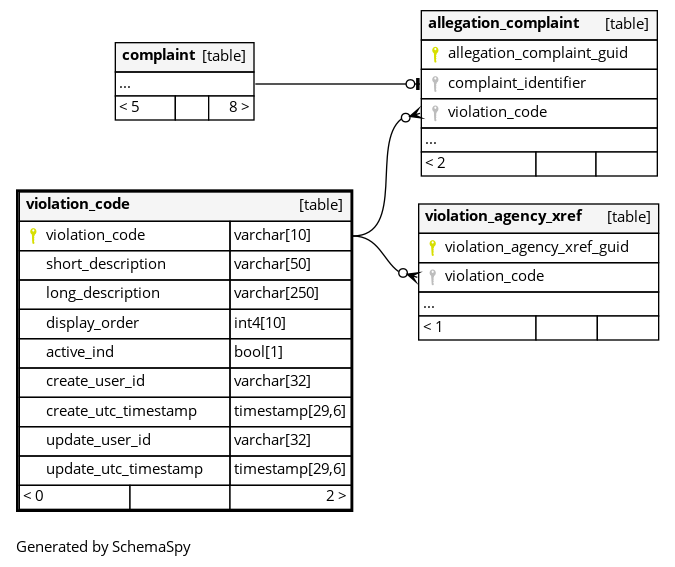 complaint [table]
...
< 5 8 >
allegation_complaint [table]
allegation_complaint_guid
complaint_identifier
violation_code
...
< 2
violation_code [table]
violation_code varchar[10]
short_description varchar[50]
long_description varchar[250]
display_order int4[10]
active_ind bool[1]
create_user_id varchar[32]
create_utc_timestamp timestamp[29,6]
update_user_id varchar[32]
update_utc_timestamp timestamp[29,6]
< 0 2 >
violation_agency_xref [table]
violation_agency_xref_guid
violation_code
...
< 1
Generated by SchemaSpy